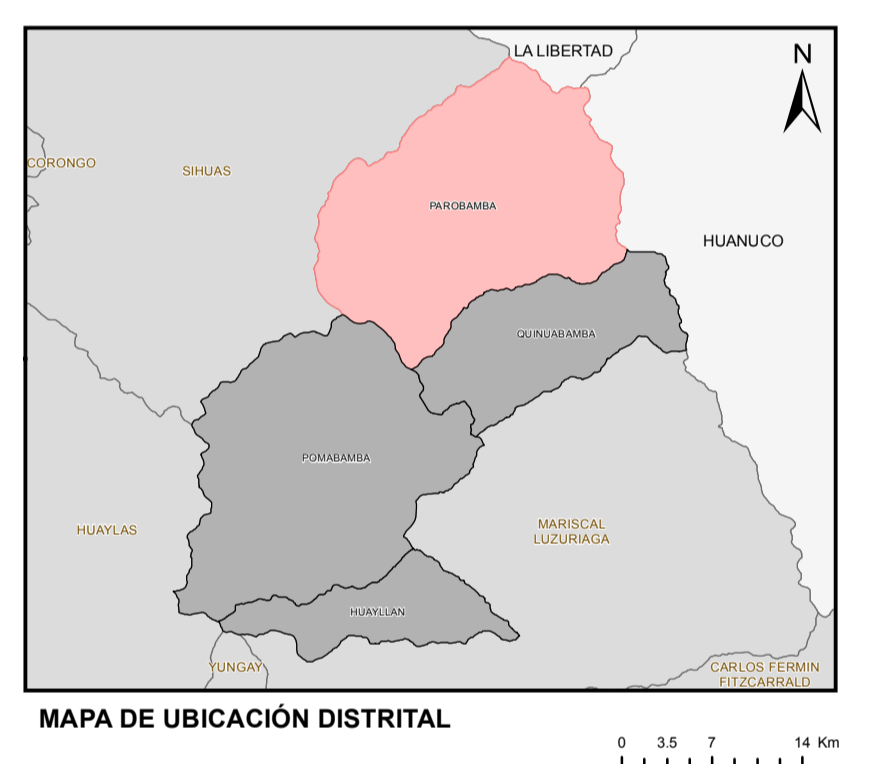 LA LIBERTAD
N
CORONGO
SIHUAS
PAROBAMBA
HUANUCO
QUINUABAMBA
POMABAMBA
HUAYLAS
MARISCAL
LUZURIAGA
HUAYLLAN
YUNGAY
CARLOS FERMIN
FITZCARRALD
MAPA DE UBICACIÓN DISTRITAL
0 3.5 7 14 Km